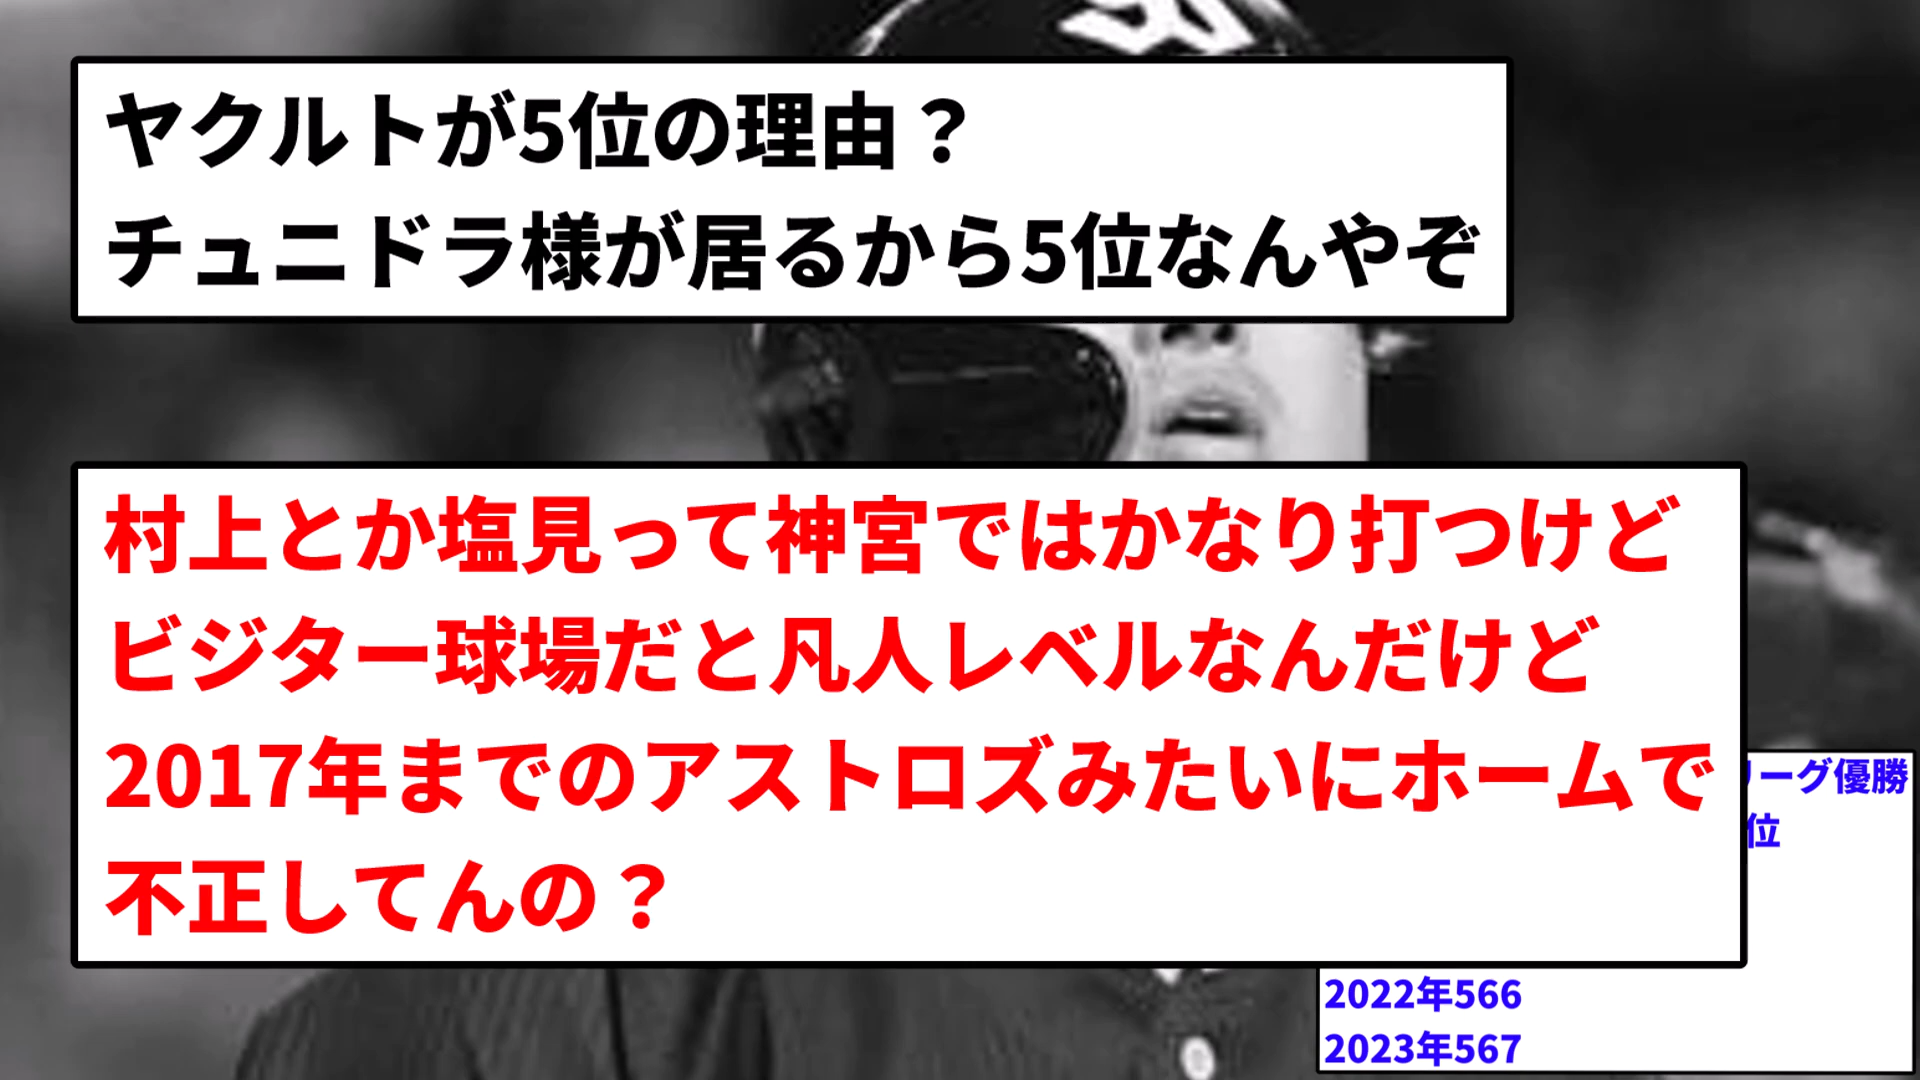 ヤクルトが5位の理由？
チュニドラ様が居るから5位なんやぞ
村上とか塩見って神宮ではかなり打つけど
ビジター球場だと凡人レベルなんだけど
2017年までのアストロズみたいにホームで
不正してんの？
リーグ優勝
位
2022年566
2023年567